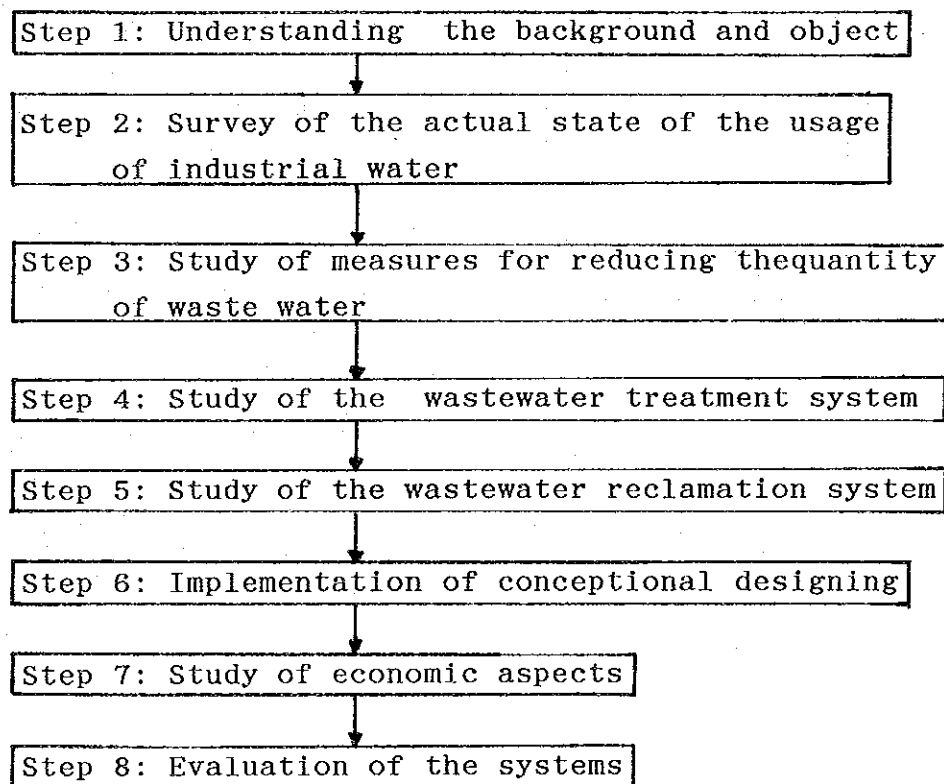 Step 1: Understanding the background and object
Step 2: Survey of the actual state of the usage
of industrial water
Step 3: Study of measures for reducing thequantity
of waste water
Step 4: Study of the wastewater treatment system
Step 5: Study of the wastewater reclamation system
Step 6: Implementation of conceptional designing
Step 7: Study of economic aspects
Step 8: Evaluation of the systems